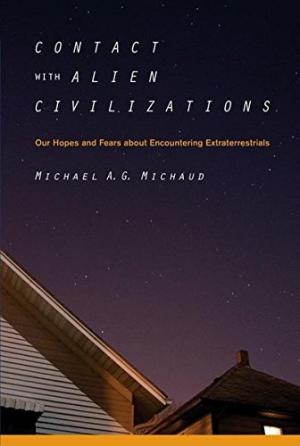 CONTACT
WITH ALIEN
CIVILIZATIONS
Our Hopes and Fears about Encountering Extraterrestrials
MICHAEL A.G. MICHAUD